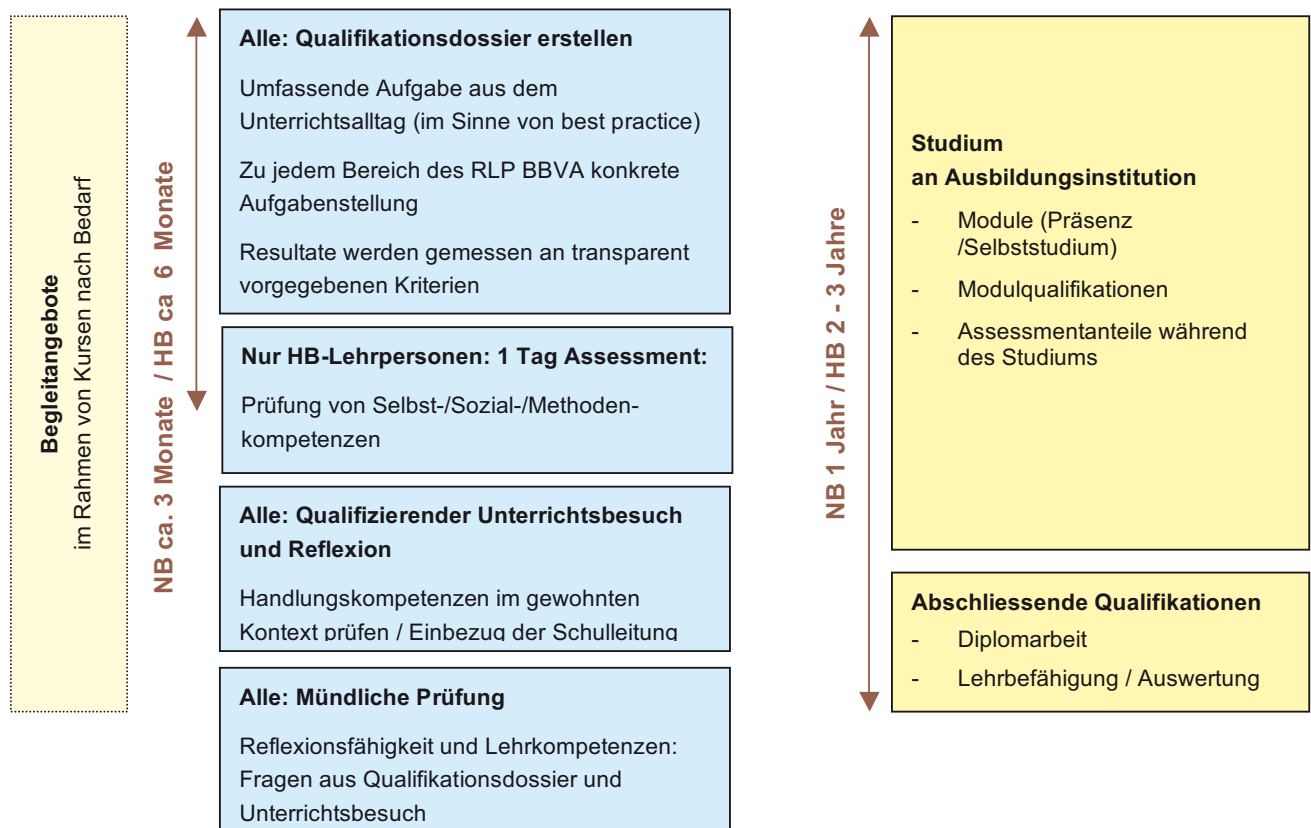 Begleitangebote
im Rahmen von Kursen nach Bedarf
NB ca. 3 Monate / HB ca 6 Monate
Alle: Qualifikationsdossier erstellen
Umfassende Aufgabe aus dem
Unterrichtsalltag (im Sinne von best practice)
Zu jedem Bereich des RLP BBVA konkrete
Aufgabenstellung
Resultate werden gemessen an transparent
vorgegebenen Kriterien
Nur HB-Lehrpersonen: 1 Tag Assessment:
Prüfung von Selbst-/Sozial-/Methoden-
kompetenzen
Alle: Qualifizierender Unterrichtsbesuch
und Reflexion
Handlungskompetenzen im gewohnten
Kontext prüfen / Einbezug der Schulleitung
Alle: Mündliche Prüfung
Reflexionsfähigkeit und Lehrkompetenzen:
Fragen aus Qualifikationsdossier und
Unterrichtsbesuch
NB 1 Jahr / HB 2 - 3 Jahre
Studium
an Ausbildungsinstitution
- Module (Präsenz
/Selbststudium)
- Modulqualifikationen
- Assessmentanteile während
des Studiums
Abschliessende Qualifikationen
- Diplomarbeit
- Lehrbefähigung / Auswertung